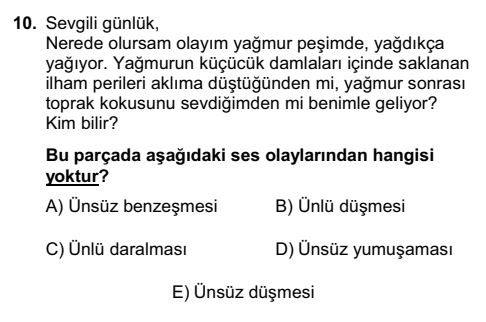 10. Sevgili günlük,
Nerede olursam olayım yağmur peşimde, yağdıkça
yağıyor. Yağmurun küçücük damlaları içinde saklanan
ilham perileri aklıma düştüğünden mi, yağmur sonrası
toprak kokusunu sevdiğimden mi benimle geliyor?
Kim bilir?
Bu parçada aşağıdaki ses olaylarından hangisi
yoktur?
A) Ünsüz benzeşmesi B) Ünlü düşmesi
C) Ünlü daralması D) Ünsüz yumuşaması
E) Ünsüz düşmesi